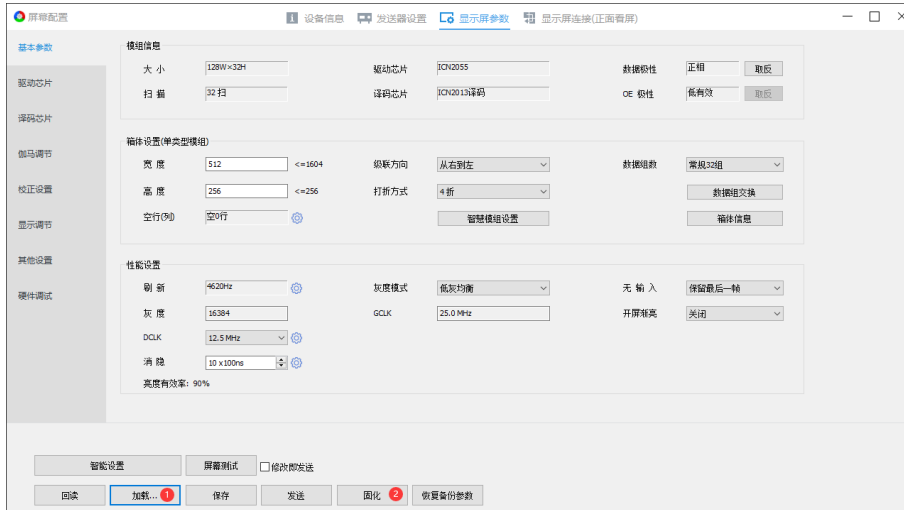 屏幕配置
设备信息 发送器设置 显示屏参数 显示屏连接(正面看屏)
基本参数
驱动芯片
译码芯片
伽马调节
校正设置
显示调节
其他设置
硬件调试
模组信息
大 小 128W×32H 驱动芯片 ICN2055 数据极性 正相 取反
扫 描 32 扫 译码芯片 ICN2013译码 OE 极性 低有效 取反
箱体设置(单类型模组)
宽 度 512 <=1604 级联方向 从右到左 数据组数 常规32组
高 度 256 <=256 打折方式 4 折 数据组交换
空行(列) 空0行 智慧模组设置 箱体信息
性能设置
刷 新 4620Hz 灰度模式 低灰均衡 无 输 入 保留最后一帧
灰 度 16384 GCLK 25.0 MHz 开屏渐亮 关闭
DCLK 12.5 MHz
消 隐 10 x100ns
亮度有效率: 90%
智能设置 屏幕测试 修改即发送
回读 加载... 1 保存 发送 固化 2 恢复备份参数